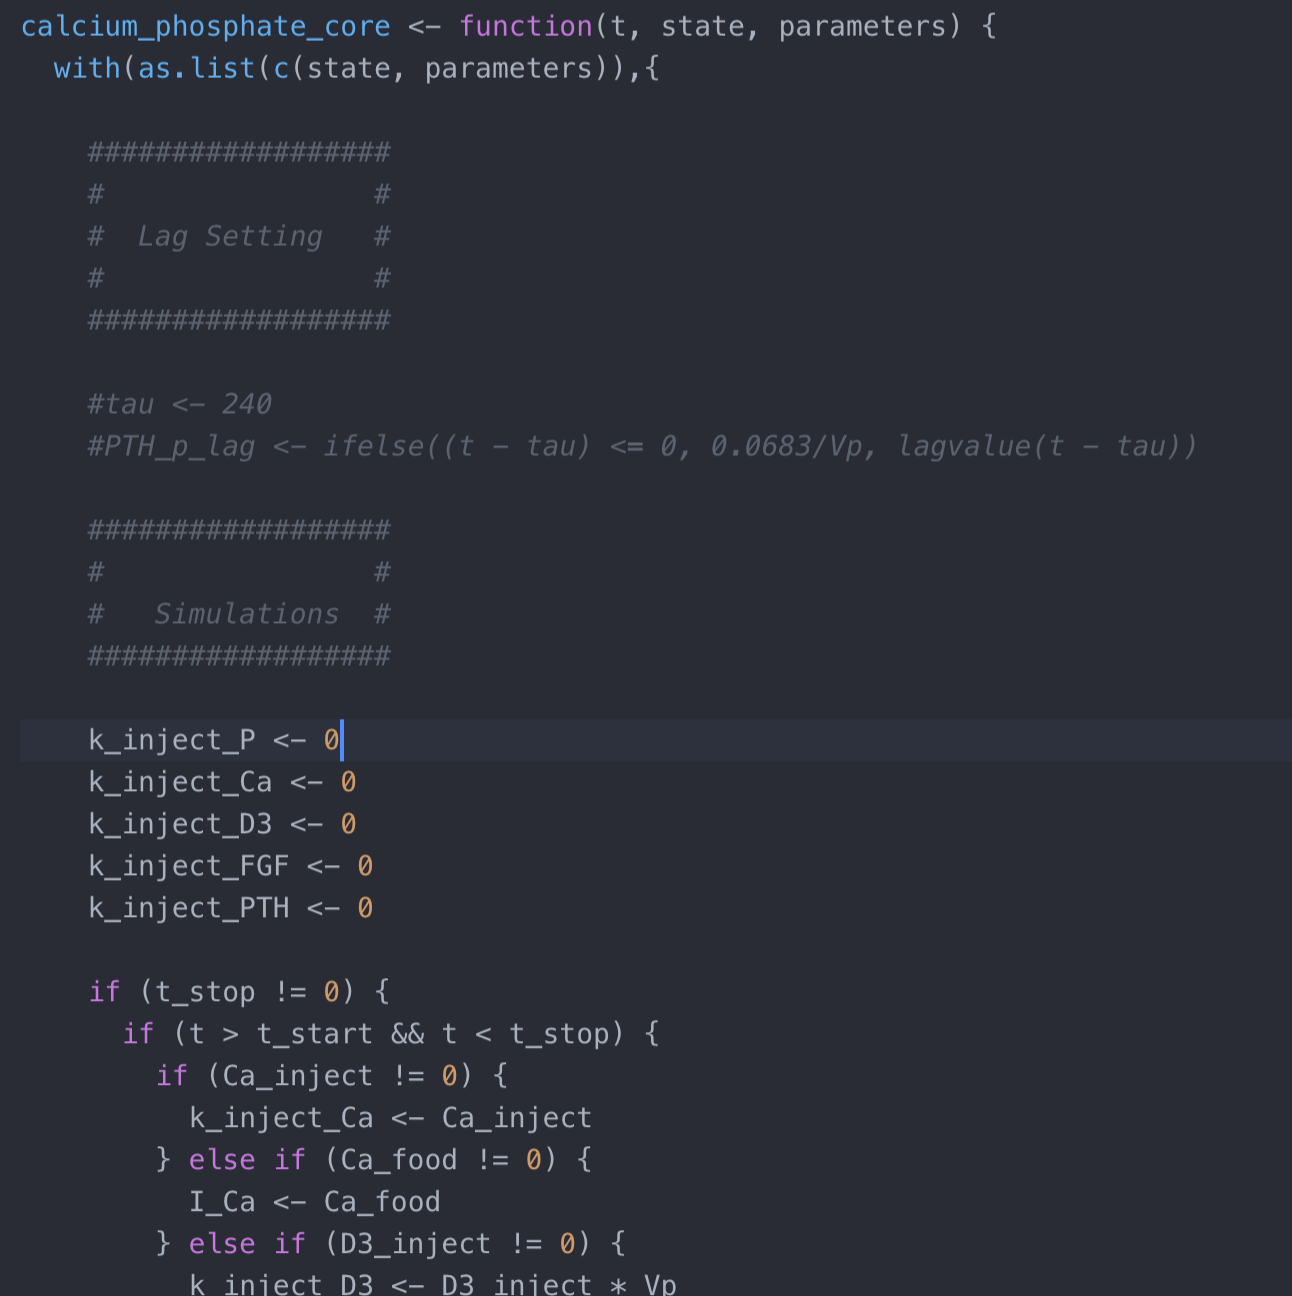 calcium_phosphate_core <- function(t, state, parameters) {
  with(as.list(c(state, parameters)),{

    ##################
    #                #
    #  Lag Setting   #
    #                #
    ##################

    #tau <- 240
    #PTH_p_lag <- ifelse((t - tau) <= 0, 0.0683/Vp, lagvalue(t - tau))

    ##################
    #                #
    #   Simulations  #
    ##################

    k_inject_P <- 0
    k_inject_Ca <- 0
    k_inject_D3 <- 0
    k_inject_FGF <- 0
    k_inject_PTH <- 0

    if (t_stop != 0) {
      if (t > t_start && t < t_stop) {
        if (Ca_inject != 0) {
          k_inject_Ca <- Ca_inject
        } else if (Ca_food != 0) {
          I_Ca <- Ca_food
        } else if (D3_inject != 0) {
          k_inject_D3 <- D3_inject * Vp